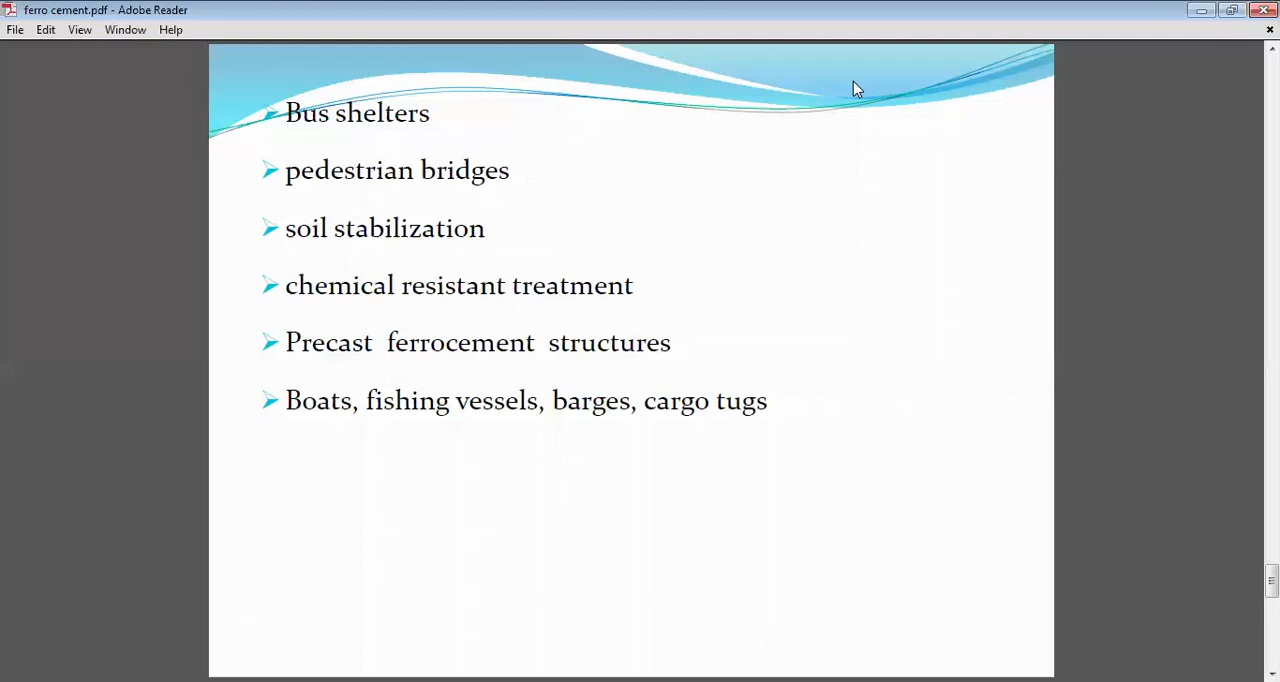 ferro cement.pdf - Adobe Reader
File Edit View Window Help
Bus shelters
pedestrian bridges
soil stabilization
chemical resistant treatment
Precast ferrocement structures
Boats, fishing vessels, barges, cargo tugs